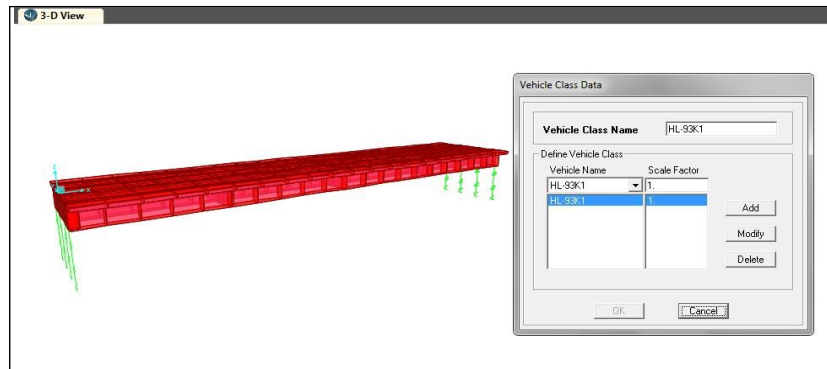 3-D View
Vehicle Class Data
Vehicle Class Name HL-93K1
Define Vehicle Class
Vehicle Name Scale Factor
HL-93K1 1.
HL-93K1 1.
Add
Modify
Delete
OK Cancel